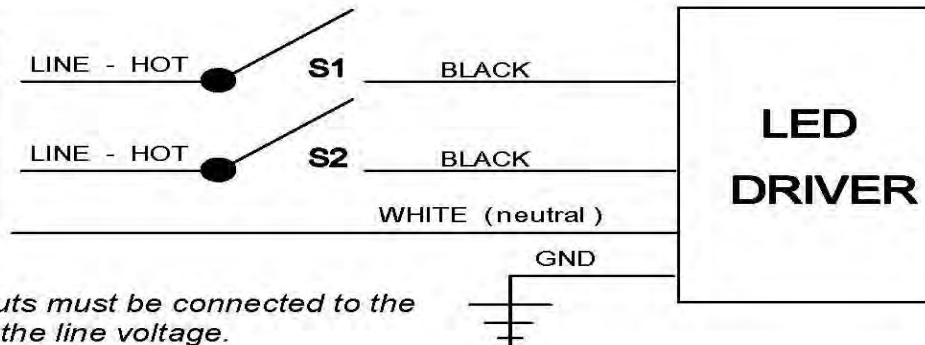 LINE - HOT S1 BLACK
LINE - HOT S2 BLACK
LED
DRIVER
WHITE (neutral)
GND
must be connected to the
the line voltage.